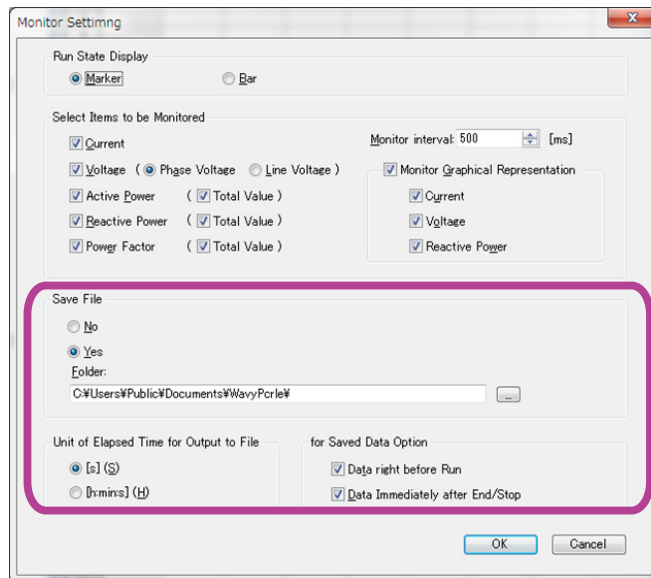 Monitor Settimng
Run State Display
Marker
Bar
Select Items to be Monitored
Current
Monitor interval: 500 [ms]
Voltage ( Phase Voltage Line Voltage )
Monitor Graphical Representation
Active Power ( Total Value )
Current
Reactive Power ( Total Value )
Voltage
Power Factor ( Total Value )
Reactive Power
Save File
No
Yes
Folder:
C:¥Users¥Public¥Documents¥WavyPcrle¥
...
Unit of Elapsed Time for Output to File
for Saved Data Option
[s] (S)
Data right before Run
[h:min:s] (H)
Data Immediately after End/Stop
OK
Cancel